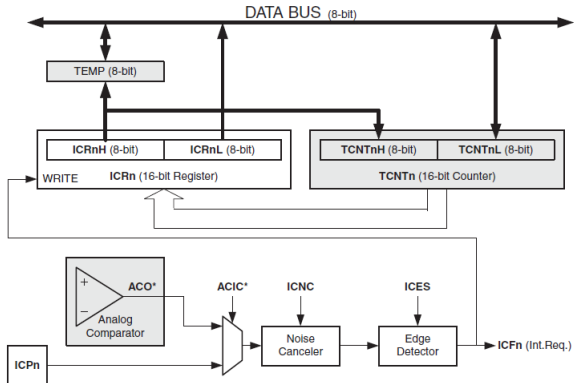 DATA BUS (8-bit)
TEMP (8-bit)
ICRnH (8-bit) ICRnL (8-bit) TCNTnH (8-bit) TCNTnL (8-bit)
WRITE ICRn (16-bit Register) TCNTn (16-bit Counter)
+ ACO* ACIC* ICNC ICES
−
Analog
Comparator
Noise
Canceler
Edge
Detector
ICFn (Int.Req.)
ICPn